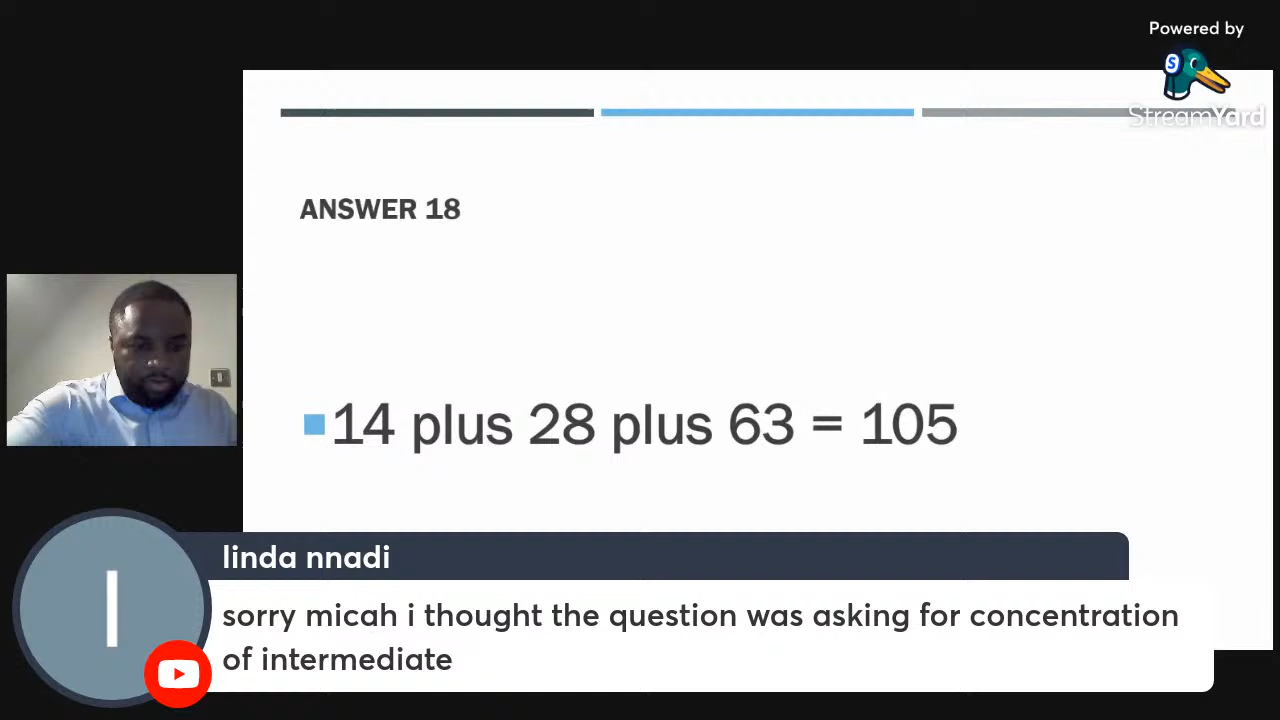 Powered by
S
StreamYard
ANSWER 18
14 plus 28 plus 63 = 105
l
linda nnadi
sorry micah i thought the question was asking for concentration
of intermediate